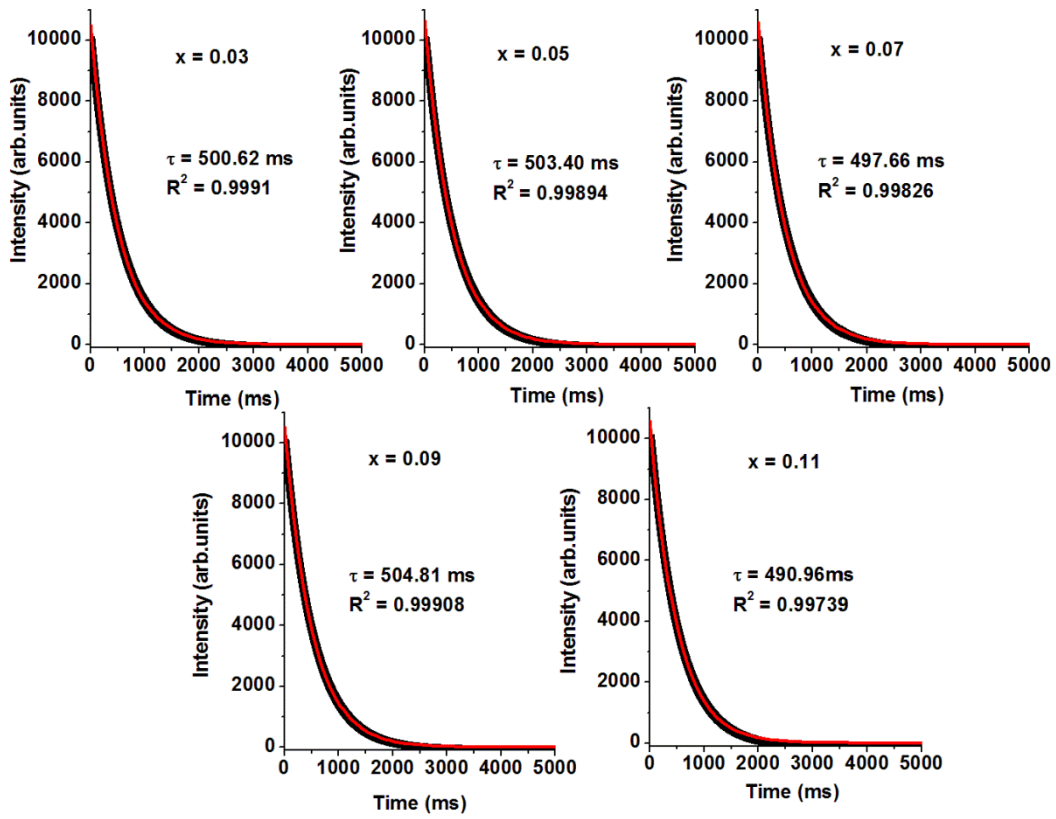 x = 0.03
τ = 500.62 ms
R² = 0.9991
Intensity (arb.units)
10000
8000
6000
4000
2000
0
0 1000 2000 3000 4000 5000
Time (ms)
x = 0.05
τ = 503.40 ms
R² = 0.99894
Intensity (arb.units)
10000
8000
6000
4000
2000
0
0 1000 2000 3000 4000 5000
Time (ms)
x = 0.07
τ = 497.66 ms
R² = 0.99826
Intensity (arb.units)
10000
8000
6000
4000
2000
0
0 1000 2000 3000 4000 5000
Time (ms)
x = 0.09
τ = 504.81 ms
R² = 0.99908
Intensity (arb.units)
10000
8000
6000
4000
2000
0
0 1000 2000 3000 4000 5000
Time (ms)
x = 0.11
τ = 490.96ms
R² = 0.99739
Intensity (arb.units)
10000
8000
6000
4000
2000
0
0 1000 2000 3000 4000 5000
Time (ms)